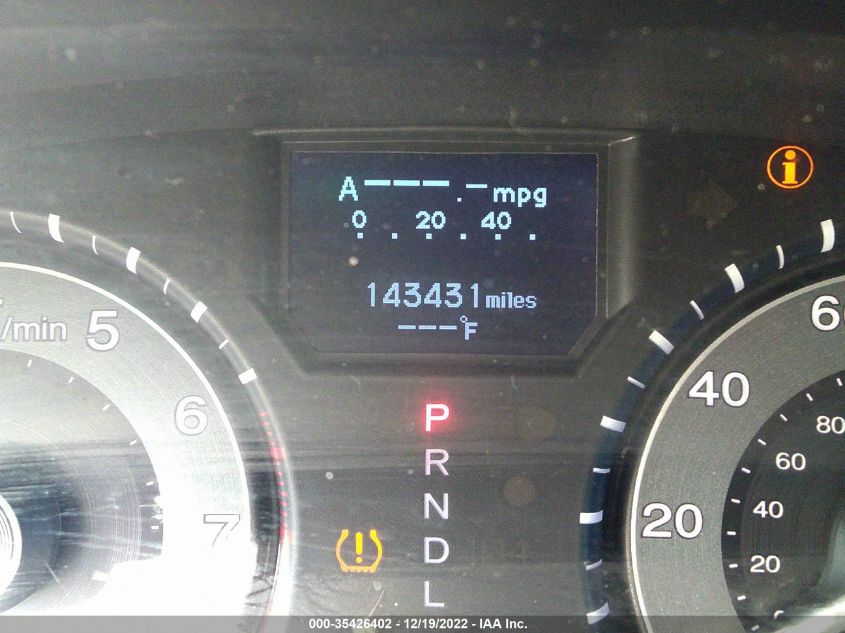 A---.-mpg
0 20 40
143431miles
---°F
/min
5
6
7
P
R
N
D
L
!
i
20
40
20
40
60
80
000-35426402 - 12/19/2022 - IAA Inc.